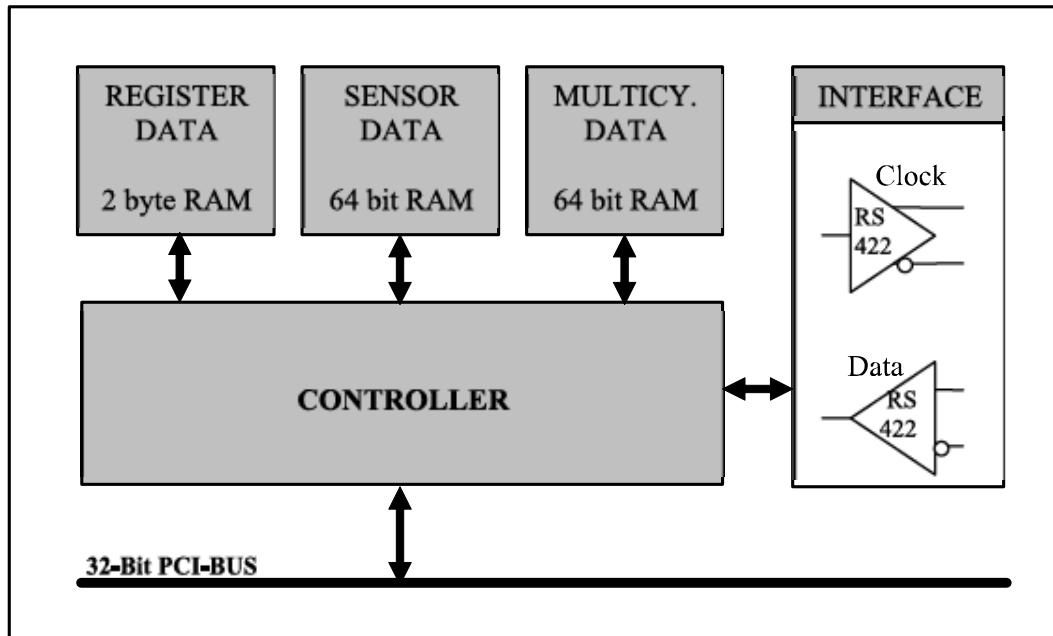 REGISTER
DATA
2 byte RAM
SENSOR
DATA
64 bit RAM
MULTICY.
DATA
64 bit RAM
INTERFACE
Clock
RS
422
Data
RS
422
CONTROLLER
32-Bit PCI-BUS